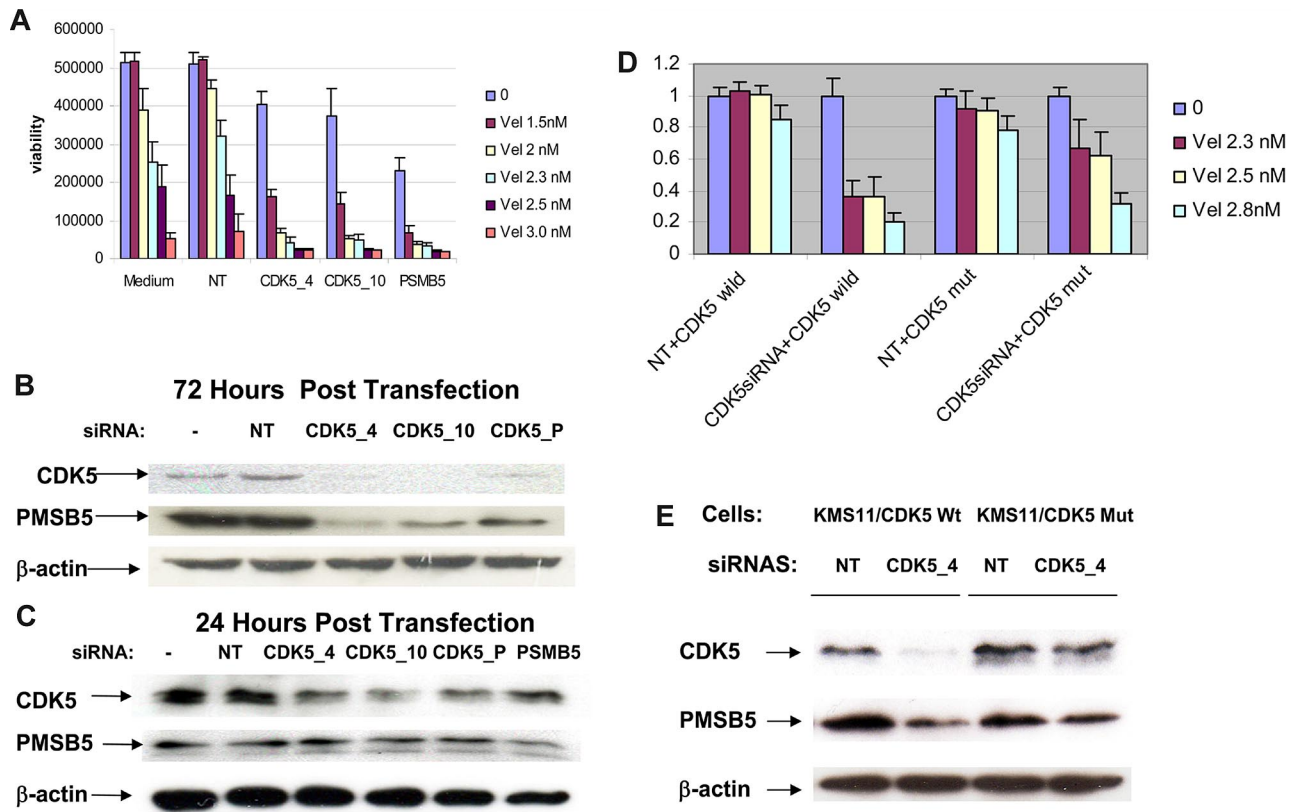 A
600000
500000
400000
300000
200000
100000
0
viability
Medium NT CDK5_4 CDK5_10 PSMB5
0
Vel 1.5nM
Vel 2 nM
Vel 2.3 nM
Vel 2.5 nM
Vel 3.0 nM
B
72 Hours Post Transfection
siRNA: - NT CDK5_4 CDK5_10 CDK5_P
CDK5
PMSB5
β-actin
C
24 Hours Post Transfection
siRNA: - NT CDK5_4 CDK5_10 CDK5_P PSMB5
CDK5
PMSB5
β-actin
D
1.2
1
0.8
0.6
0.4
0.2
0
NT+CDK5 wild
CDK5siRNA+CDK5 wild
NT+CDK5 mut
CDK5siRNA+CDK5 mut
0
Vel 2.3 nM
Vel 2.5 nM
Vel 2.8nM
E
Cells: KMS11/CDK5 Wt KMS11/CDK5 Mut
siRNAS: NT CDK5_4 NT CDK5_4
CDK5
PMSB5
β-actin